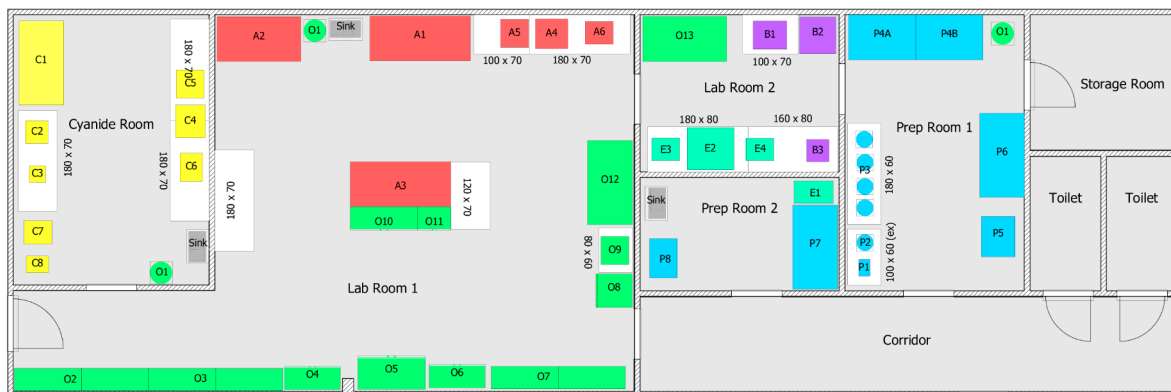 C1
C2
C3
180 x 70
C7
C8
Cyanide Room
180 x 70
C5
C4
C6
180 x 70
Sink
O1
180 x 70
A2
O1
Sink
A1
A5
A4
A6
100 x 70
180 x 70
A3
O10
O11
120 x 70
Lab Room 1
O12
O9
80 x 60
O8
O2
O3
O4
O5
O6
O7
O13
B1
B2
100 x 70
Lab Room 2
180 x 80
160 x 80
E3
E2
E4
B3
Sink
Prep Room 2
E1
P8
P7
P4A
P4B
O1
Prep Room 1
P3
180 x 60
P6
P2
P1
100 x 60 (ex)
P5
Storage Room
Toilet
Toilet
Corridor